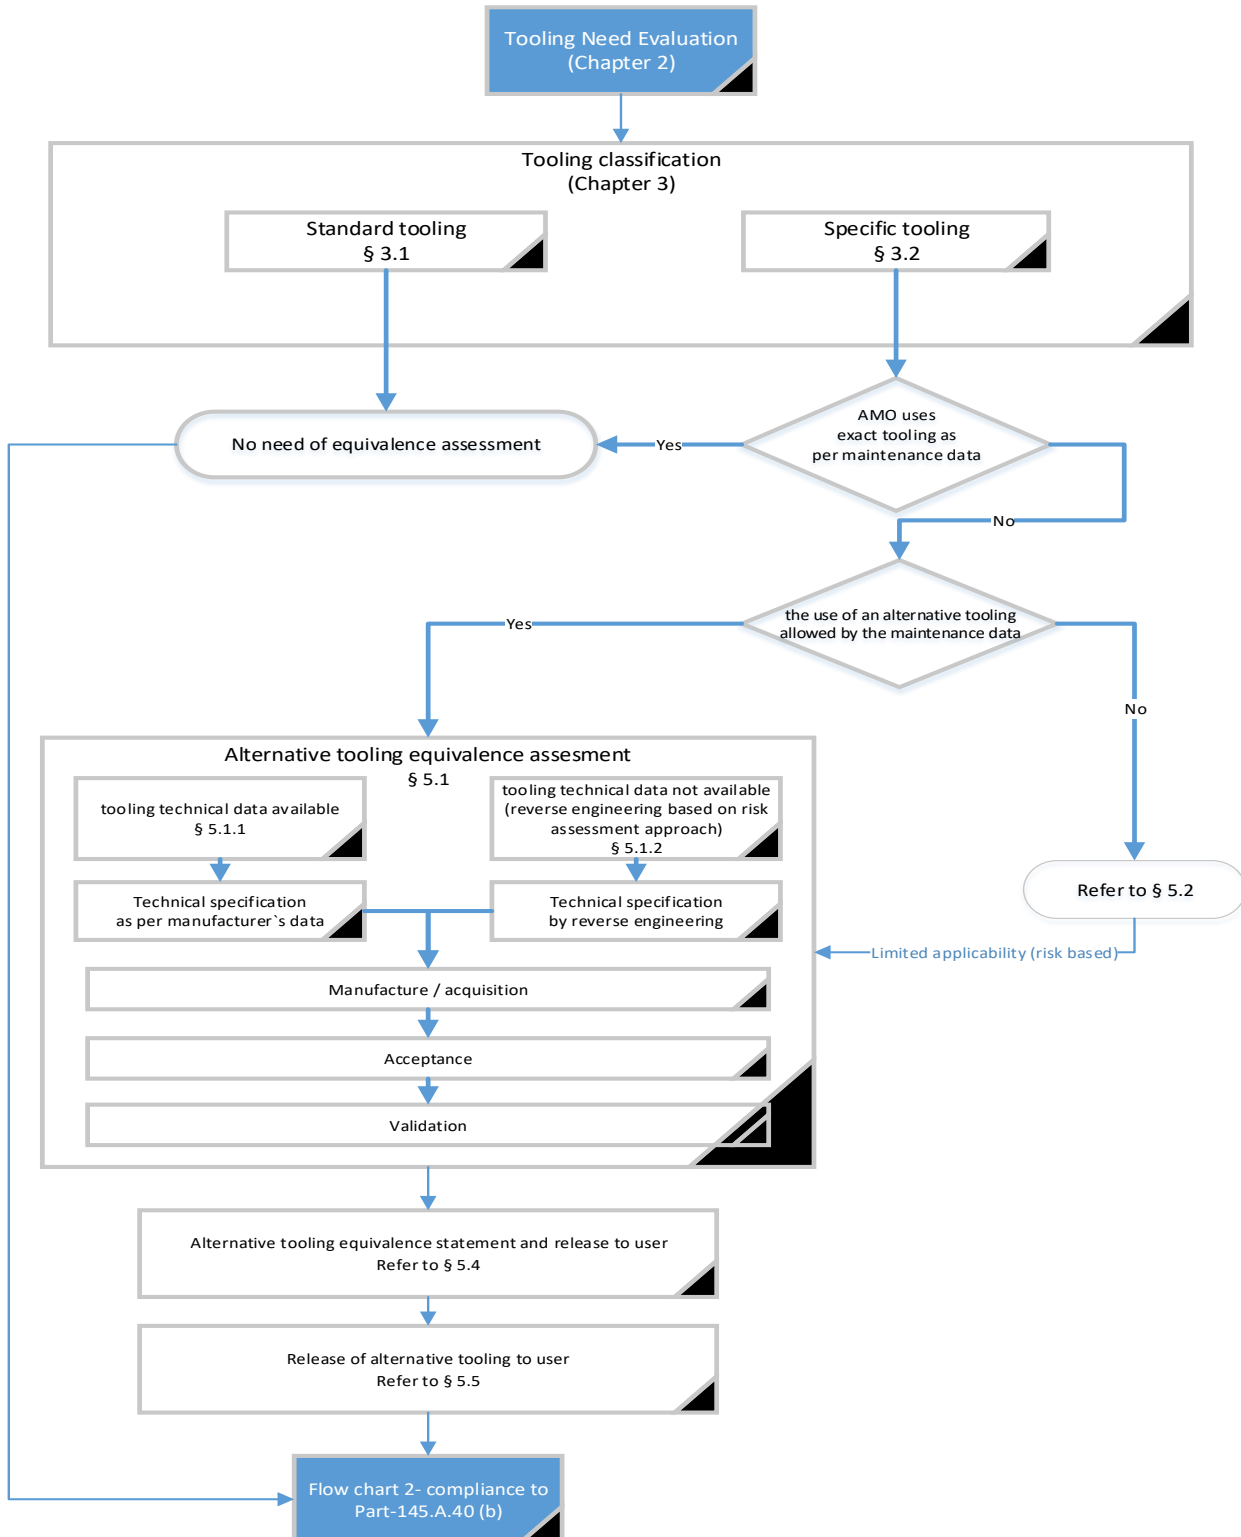 Tooling Need Evaluation
(Chapter 2)
Tooling classification
(Chapter 3)
Standard tooling
§ 3.1
Specific tooling
§ 3.2
AMO uses
exact tooling as
per maintenance data
No need of equivalence assessment
Yes
No
the use of an alternative tooling
allowed by the maintenance data
Yes
No
Alternative tooling equivalence assesment
§ 5.1
tooling technical data available
§ 5.1.1
tooling technical data not available
(reverse engineering based on risk
assessment approach)
§ 5.1.2
Technical specification
as per manufacturer`s data
Technical specification
by reverse engineering
Refer to § 5.2
Limited applicability (risk based)
Manufacture / acquisition
Acceptance
Validation
Alternative tooling equivalence statement and release to user
Refer to § 5.4
Release of alternative tooling to user
Refer to § 5.5
Flow chart 2- compliance to
Part-145.A.40 (b)